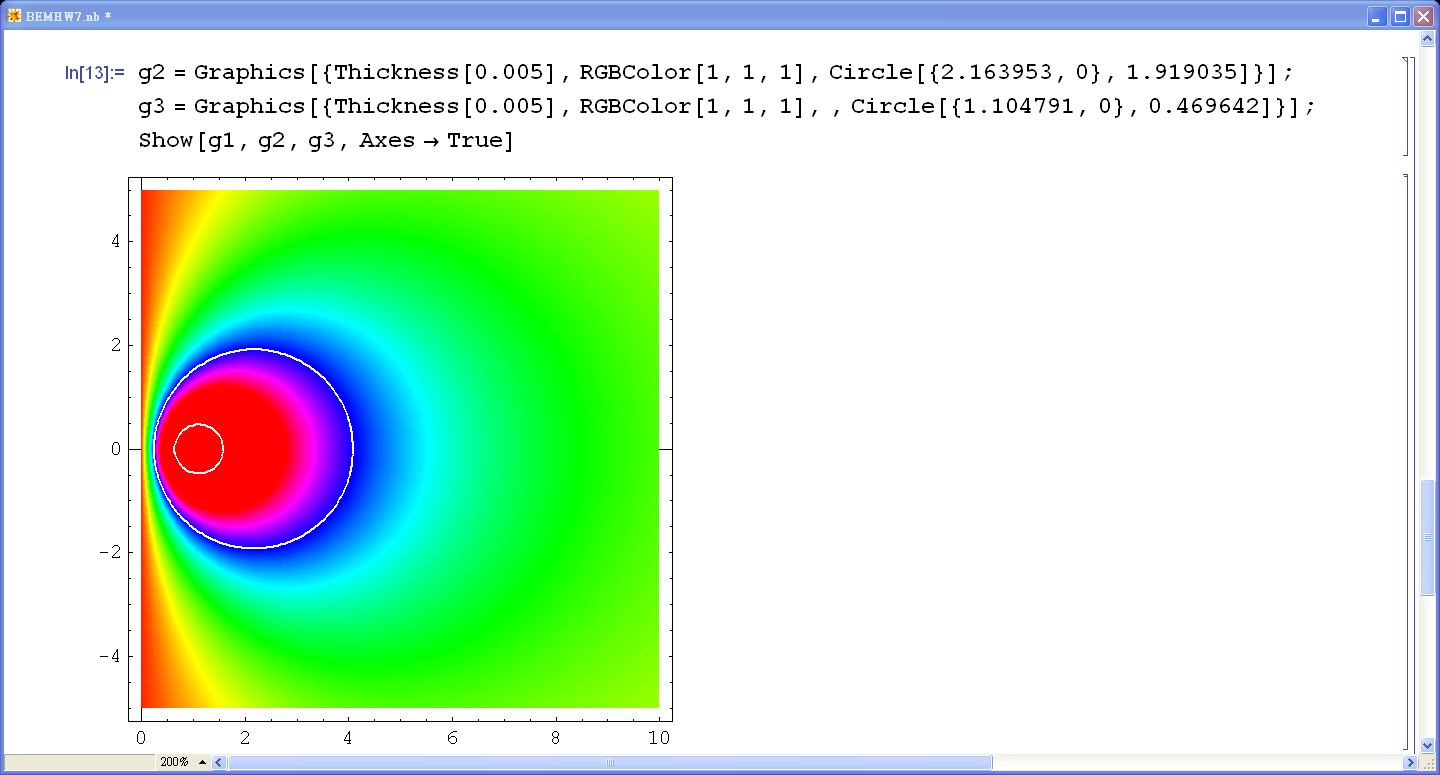 BEMHW7.nb *
In[13]:= g2 = Graphics[{Thickness[0.005], RGBColor[1, 1, 1], Circle[{2.163953, 0}, 1.919035]}];
g3 = Graphics[{Thickness[0.005], RGBColor[1, 1, 1], , Circle[{1.104791, 0}, 0.469642]}];
Show[g1, g2, g3, Axes → True]
4
2
0
-2
-4
0 2 4 6 8 10
200%